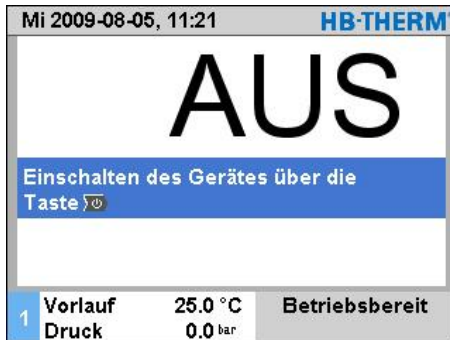 Mi 2009-08-05, 11:21 HB-THERM®
AUS
Einschalten des Gerätes über die
Taste
1 Vorlauf 25.0 °C Betriebsbereit
Druck 0.0 bar